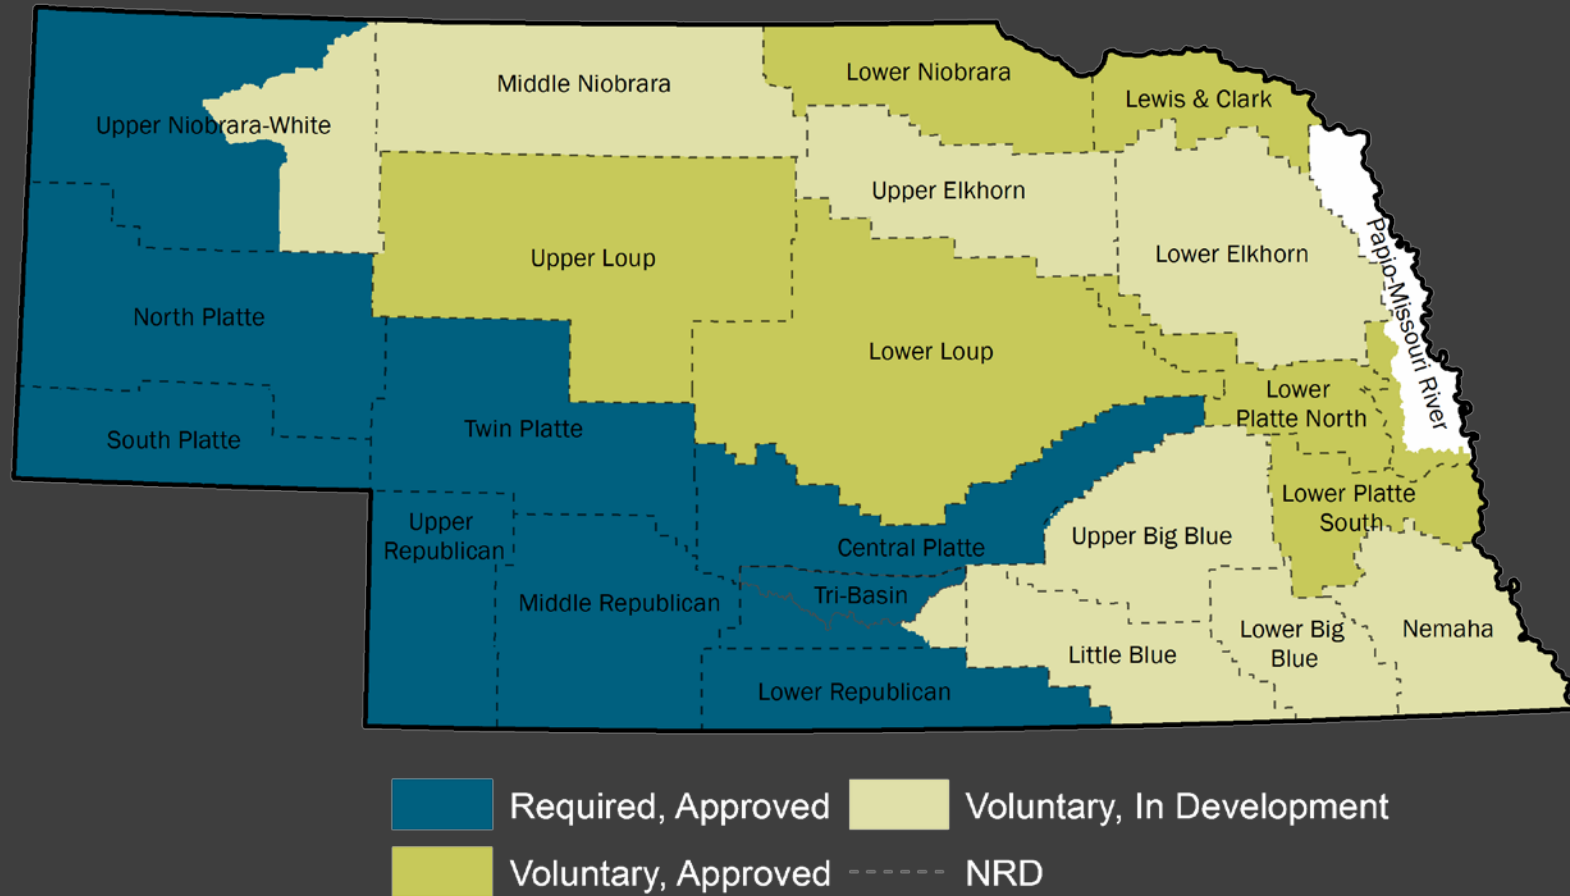 Middle Niobrara
Lower Niobrara
Lewis & Clark
Upper Niobrara-White
Upper Elkhorn
Lower Elkhorn
Upper Loup
Papio-Missouri River
North Platte
Lower Loup
Lower
Platte North
South Platte
Twin Platte
Lower Platte
South
Upper
Republican
Upper Big Blue
Central Platte
Middle Republican
Tri-Basin
Lower Big
Blue
Nemaha
Little Blue
Lower Republican
Required, Approved
Voluntary, In Development
Voluntary, Approved
NRD